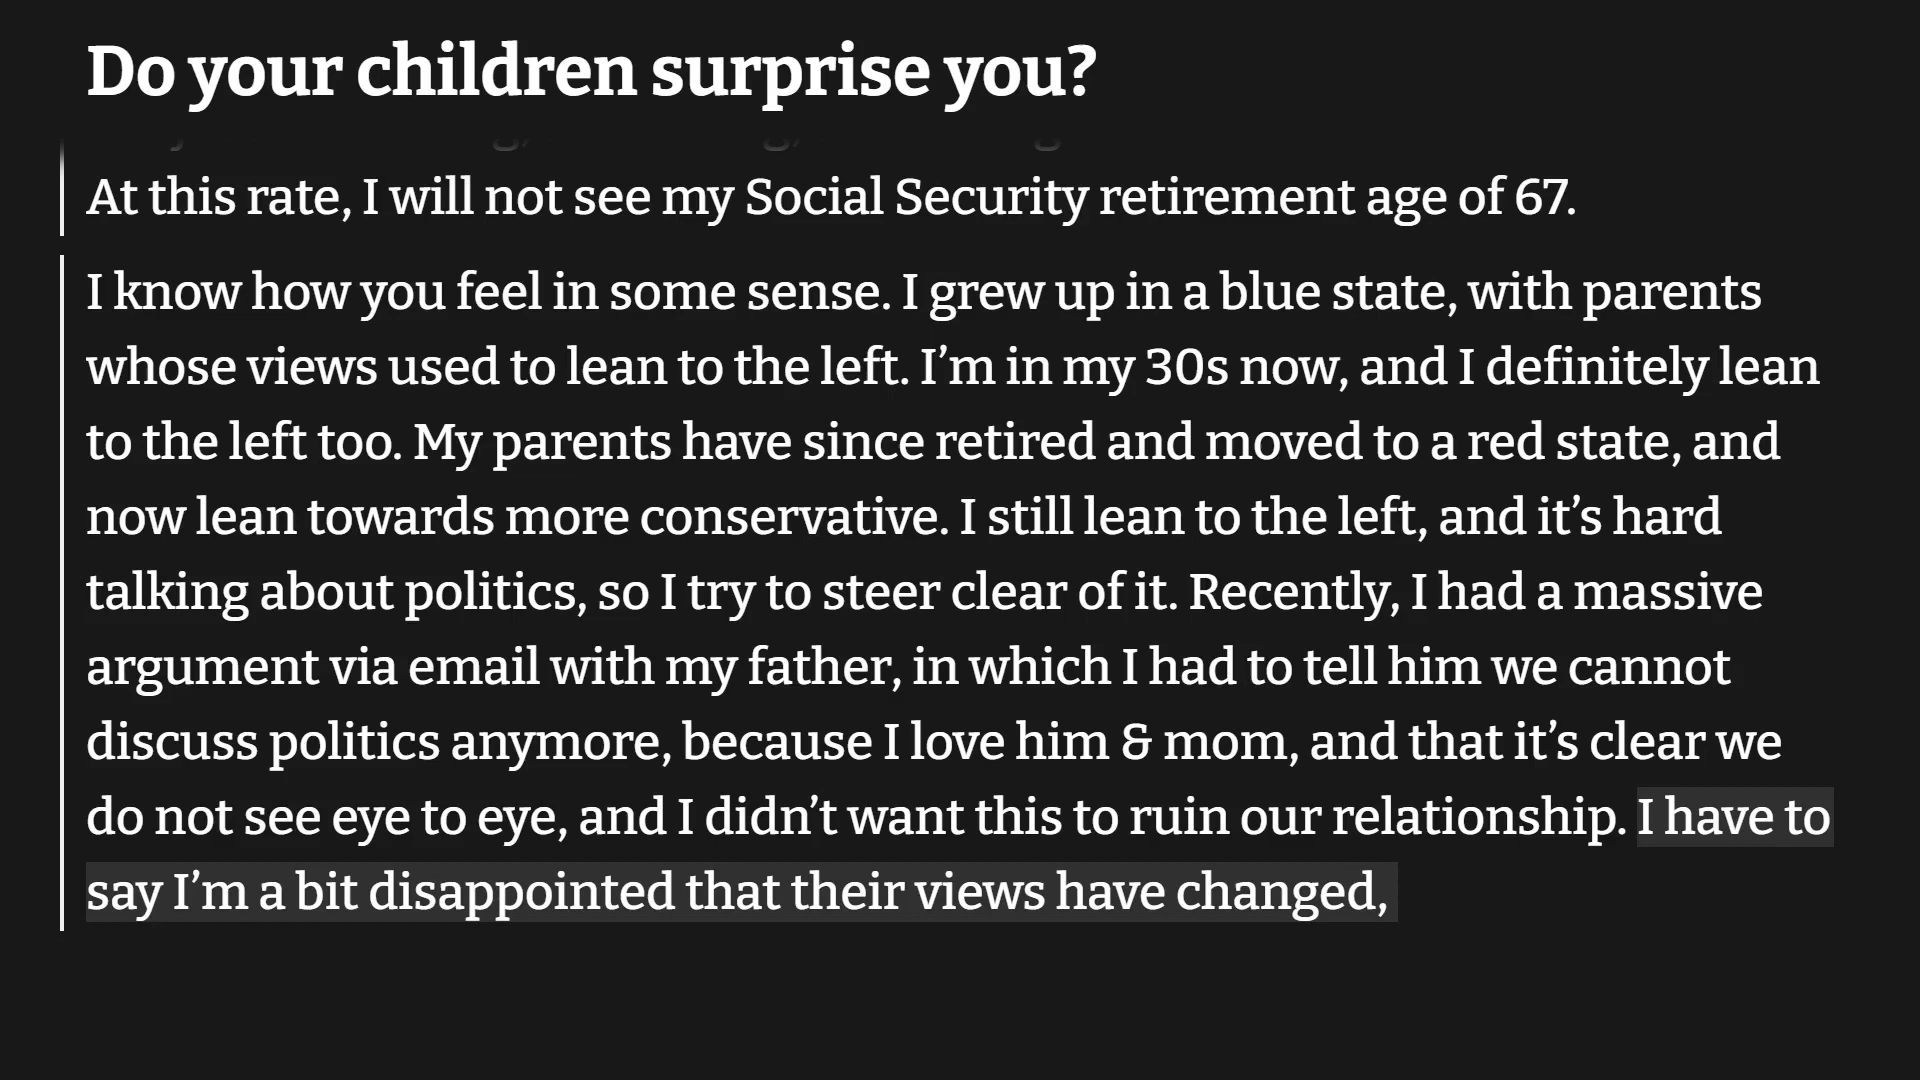 Do your children surprise you?
At this rate, I will not see my Social Security retirement age of 67.
I know how you feel in some sense. I grew up in a blue state, with parents
whose views used to lean to the left. I’m in my 30s now, and I definitely lean
to the left too. My parents have since retired and moved to a red state, and
now lean towards more conservative. I still lean to the left, and it’s hard
talking about politics, so I try to steer clear of it. Recently, I had a massive
argument via email with my father, in which I had to tell him we cannot
discuss politics anymore, because I love him & mom, and that it’s clear we
do not see eye to eye, and I didn’t want this to ruin our relationship. I have to
say I’m a bit disappointed that their views have changed,